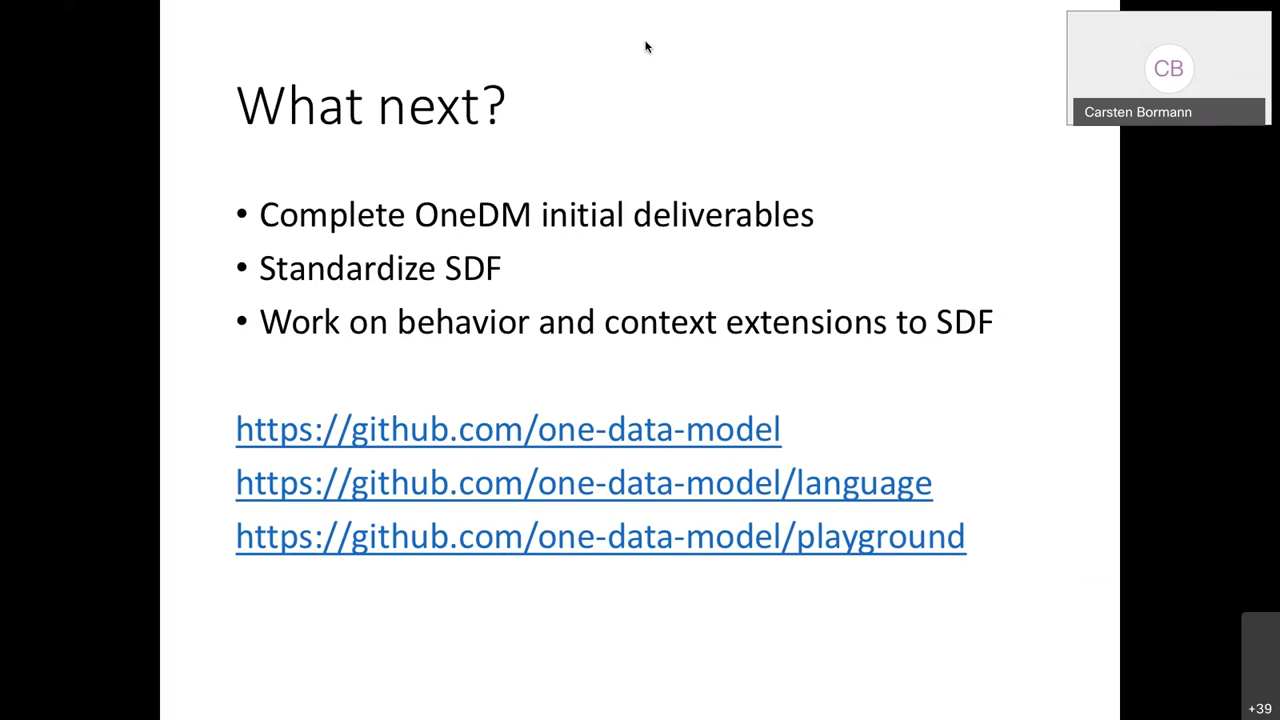 What next?
CB
Carsten Bormann
• Complete OneDM initial deliverables
• Standardize SDF
• Work on behavior and context extensions to SDF
https://github.com/one-data-model
https://github.com/one-data-model/language
https://github.com/one-data-model/playground
+39